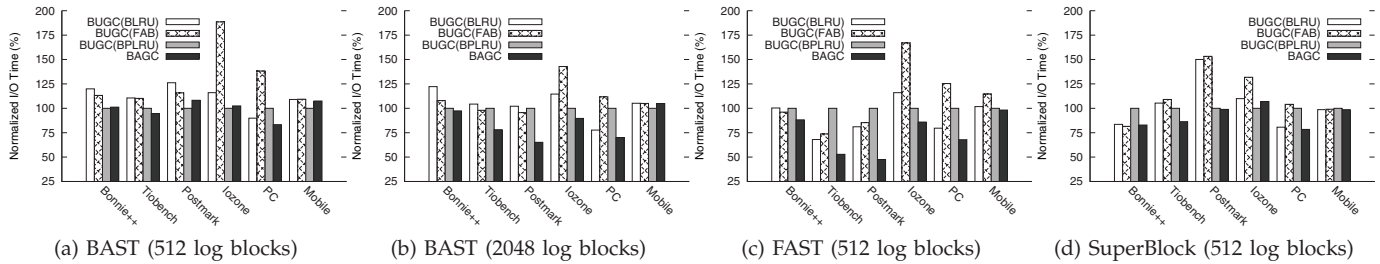 Normalized I/O Time (%)
200
175
150
125
100
75
50
25
BUGC(BLRU)
BUGC(FAB)
BUGC(BPLRU)
BAGC
Bonnie++
Tiobench
Postmark
Iozone
PC
Mobile
(a) BAST (512 log blocks)
Normalized I/O Time (%)
200
175
150
125
100
75
50
25
BUGC(BLRU)
BUGC(FAB)
BUGC(BPLRU)
BAGC
Bonnie++
Tiobench
Postmark
Iozone
PC
Mobile
(b) BAST (2048 log blocks)
Normalized I/O Time (%)
200
175
150
125
100
75
50
25
BUGC(BLRU)
BUGC(FAB)
BUGC(BPLRU)
BAGC
Bonnie++
Tiobench
Postmark
Iozone
PC
Mobile
(c) FAST (512 log blocks)
Normalized I/O Time (%)
200
175
150
125
100
75
50
25
BUGC(BLRU)
BUGC(FAB)
BUGC(BPLRU)
BAGC
Bonnie++
Tiobench
Postmark
Iozone
PC
Mobile
(d) SuperBlock (512 log blocks)